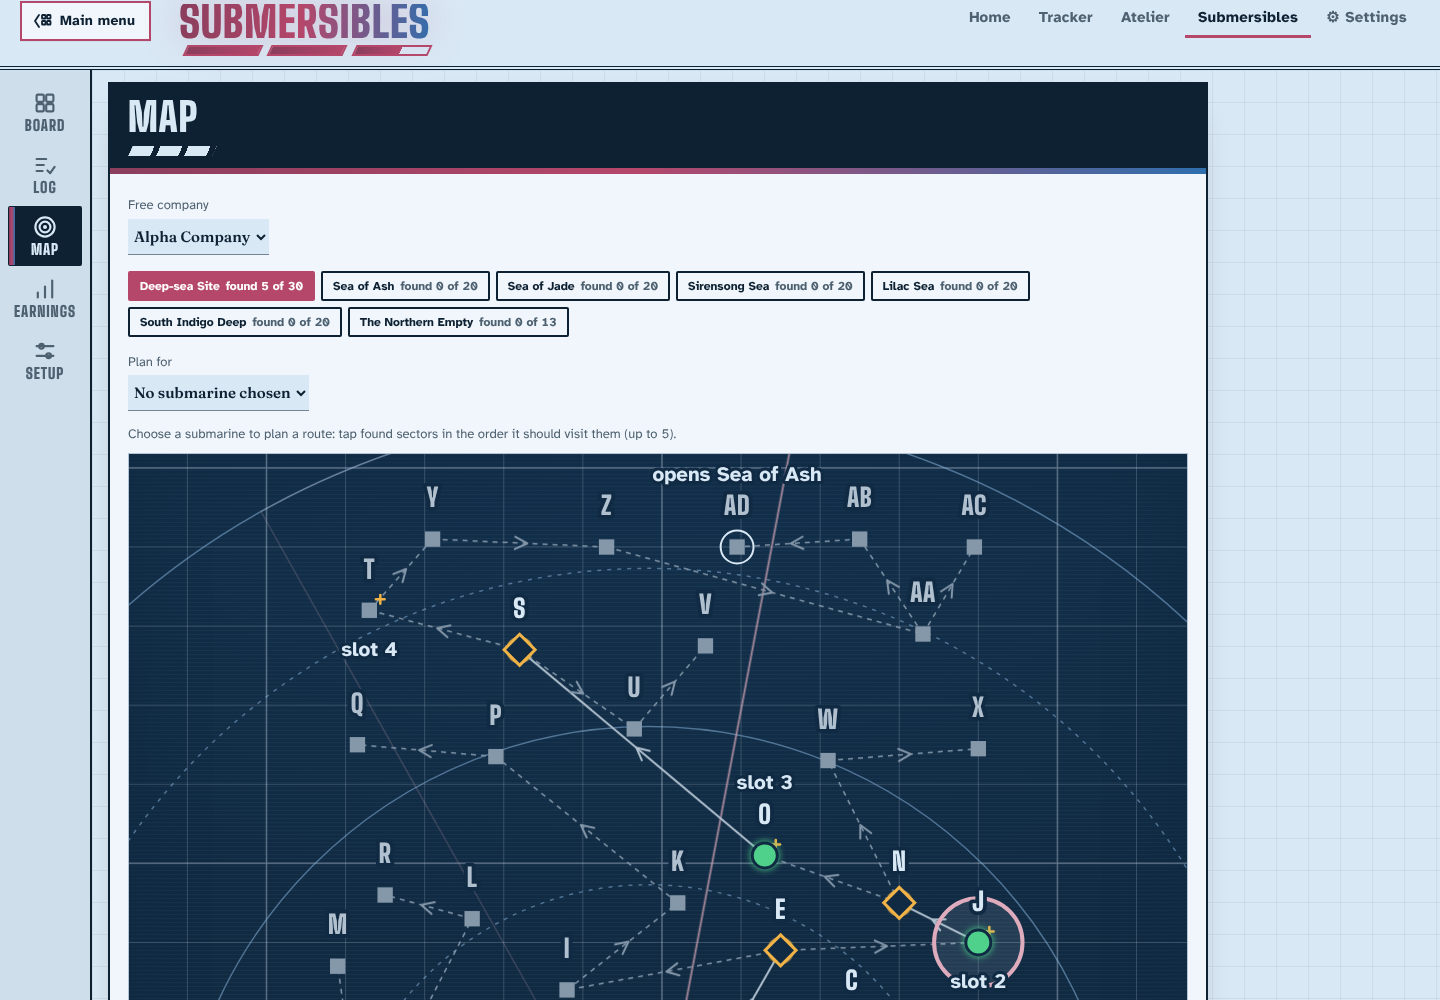 Main menu
SUBMERSIBLES
Home
Tracker
Atelier
Submersibles
Settings
BOARD
LOG
MAP
EARNINGS
SETUP
MAP
Free company
Alpha Company
Deep-sea Site found 5 of 30
Sea of Ash found 0 of 20
Sea of Jade found 0 of 20
Sirensong Sea found 0 of 20
Lilac Sea found 0 of 20
South Indigo Deep found 0 of 20
The Northern Empty found 0 of 13
Plan for
No submarine chosen
Choose a submarine to plan a route: tap found sectors in the order it should visit them (up to 5).
opens Sea of Ash
Y
Z
AD
AB
AC
T
S
V
AA
slot 4
Q
P
U
W
X
slot 3
O
R
L
K
N
M
I
E
J
C
slot 2